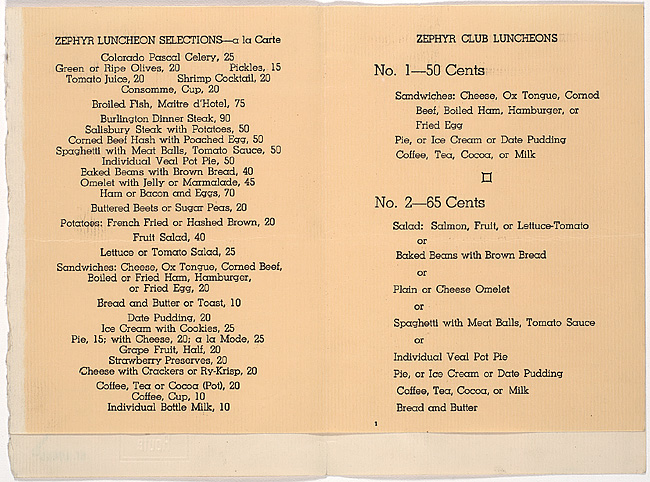 ZEPHYR LUNCHEON SELECTIONS—a la Carte
Colorado Pascal Celery, 25
Green or Ripe Olives, 20 Pickles, 15
Tomato Juice, 20 Shrimp Cocktail, 20
Consomme, Cup, 20
Broiled Fish, Maitre d'Hotel, 75
Burlington Dinner Steak, 90
Salisbury Steak with Potatoes, 50
Corned Beef Hash with Poached Egg, 50
Spaghetti with Meat Balls, Tomato Sauce, 50
Individual Veal Pot Pie, 50
Baked Beans with Brown Bread, 40
Omelet with Jelly or Marmalade, 45
Ham or Bacon and Eggs, 70
Buttered Beets or Sugar Peas, 20
Potatoes: French Fried or Hashed Brown, 20
Fruit Salad, 40
Lettuce or Tomato Salad, 25
Sandwiches: Cheese, Ox Tongue, Corned Beef,
Boiled or Fried Ham, Hamburger,
or Fried Egg, 20
Bread and Butter or Toast, 10
Date Pudding, 20
Ice Cream with Cookies, 25
Pie, 15; with Cheese, 20; a la Mode, 25
Grape Fruit, Half, 20
Strawberry Preserves, 20
Cheese with Crackers or Ry-Krisp, 20
Coffee, Tea or Cocoa (Pot), 20
Coffee, Cup, 10
Individual Bottle Milk, 10
ZEPHYR CLUB LUNCHEONS
No. 1—50 Cents
Sandwiches: Cheese, Ox Tongue, Corned
Beef, Boiled Ham, Hamburger, or
Fried Egg
Pie, or Ice Cream or Date Pudding
Coffee, Tea, Cocoa, or Milk
No. 2—65 Cents
Salad: Salmon, Fruit, or Lettuce-Tomato
or
Baked Beans with Brown Bread
or
Plain or Cheese Omelet
or
Spaghetti with Meat Balls, Tomato Sauce
or
Individual Veal Pot Pie
Pie, or Ice Cream or Date Pudding
Coffee, Tea, Cocoa, or Milk
Bread and Butter
1